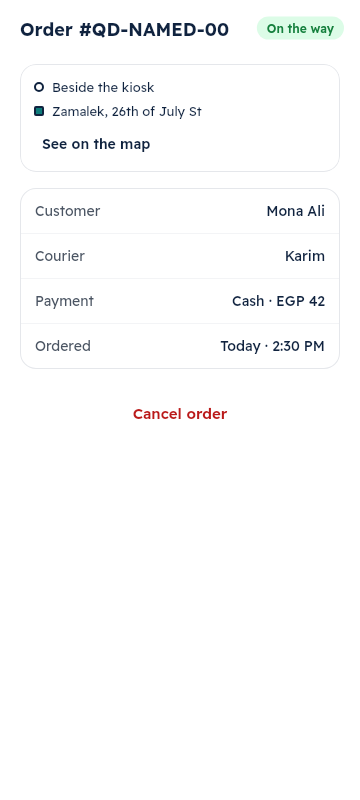 Order #QD-NAMED-00
On the way
Beside the kiosk
Zamalek, 26th of July St
See on the map
Customer Mona Ali
Courier Karim
Payment Cash · EGP 42
Ordered Today · 2:30 PM
Cancel order